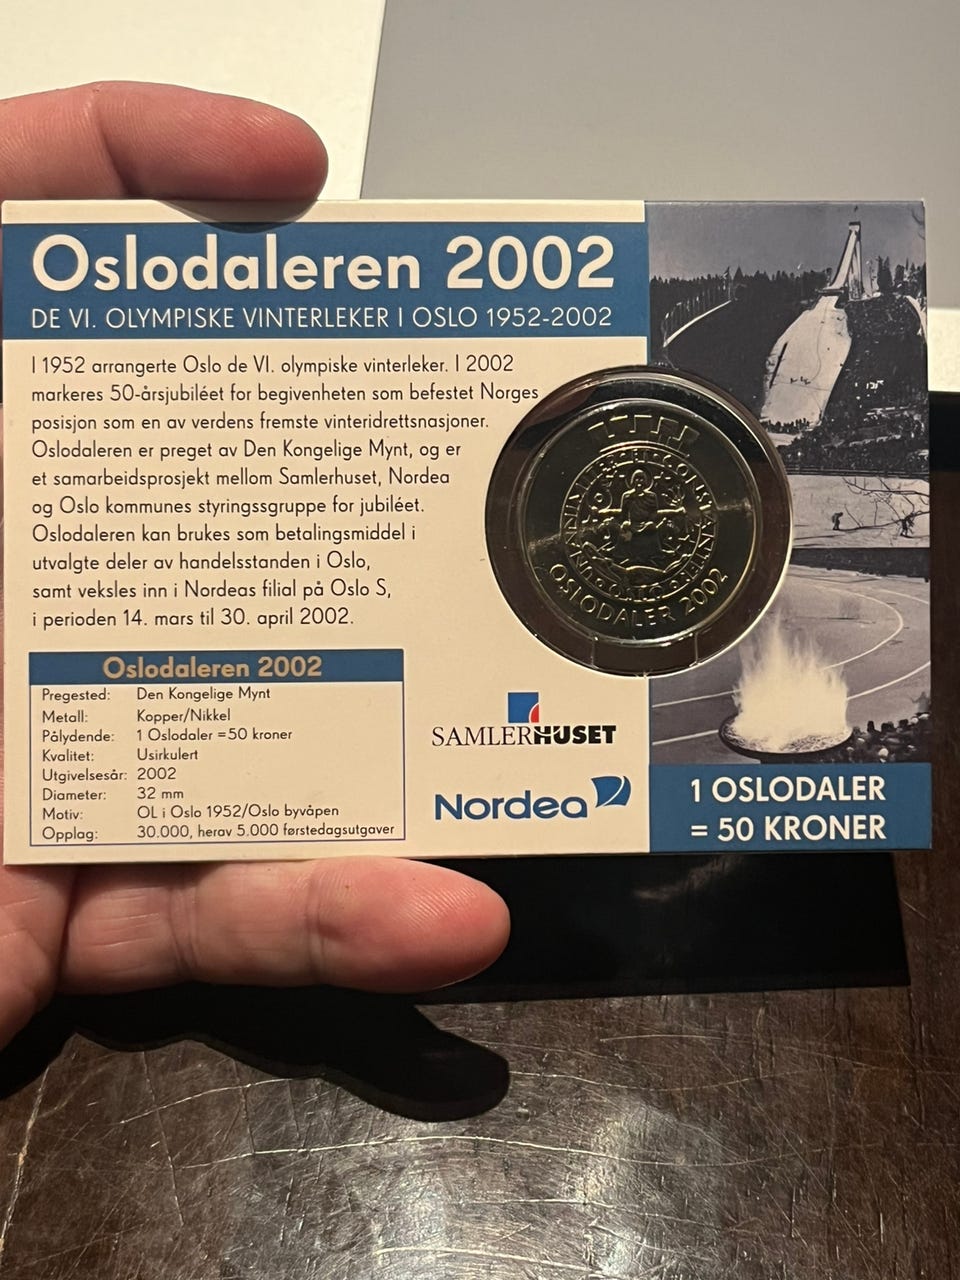 Oslodaleren 2002
DE VI. OLYMPISKE VINTERLEKER I OSLO 1952-2002
I 1952 arrangerte Oslo de VI. olympiske vinterleker. I 2002
markeres 50-årsjubiléet for begivenheten som befestet Norges
posisjon som en av verdens fremste vinteridrettsnasjoner.
Oslodaleren er preget av Den Kongelige Mynt, og er
et samarbeidsprosjekt mellom Samlerhuset, Nordea
og Oslo kommunes styringssgruppe for jubiléet.
Oslodaleren kan brukes som betalingsmiddel i
utvalgte deler av handelsstanden i Oslo,
samt veksles inn i Nordeas filial på Oslo S,
i perioden 14. mars til 30. april 2002.
Oslodaleren 2002
Pregested: Den Kongelige Mynt
Metall: Kopper/Nikkel
Pålydende: 1 Oslodaler =50 kroner
Kvalitet: Usirkulert
Utgivelsesår: 2002
Diameter: 32 mm
Motiv: OL i Oslo 1952/Oslo byvåpen
Opplag: 30.000, herav 5.000 førstedagsutgaver
OSLO
OSLODALER 2002
SAMLERHUSET
Nordea
1 OSLODALER
= 50 KRONER